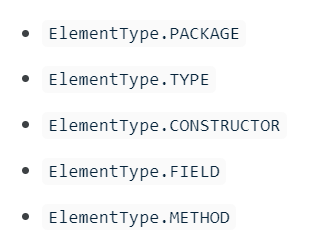 ElementType.PACKAGE
ElementType.TYPE
ElementType.CONSTRUCTOR
ElementType.FIELD
ElementType.METHOD